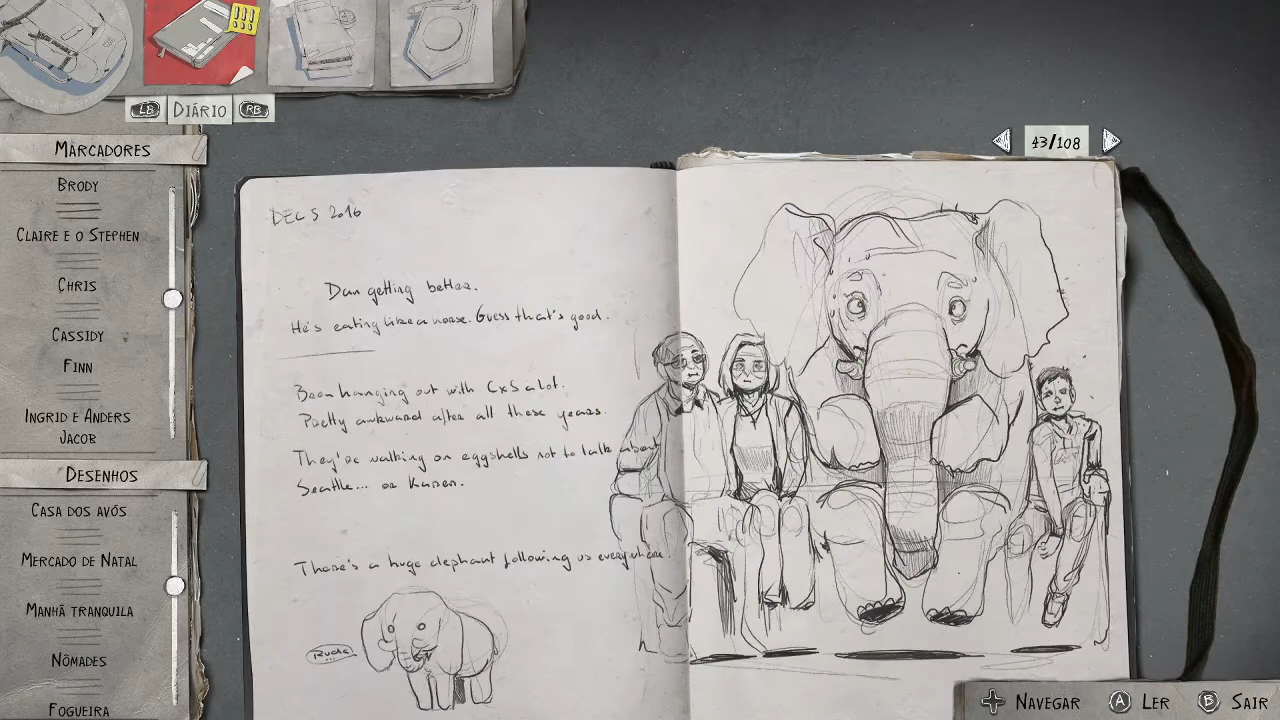 LB DIÁRIO RB
MARCADORES
BRODY
CLAIRE E O STEPHEN
CHRIS
CASSIDY
FINN
INGRID E ANDERS
JACOB
DESENHOS
CASA DOS AVÓS
MERCADO DE NATAL
MANHÃ TRANQUILA
NÔMADES
FOGUEIRA
43/108
DEC 5 2016
Dan getting better.
He's eating like a horse. Guess that's good.
Been hanging out with C&S a lot.
Pretty awkward after all these years.
They're walking on eggshells not to talk about
Seattle... or Karen.
There's a huge elephant following us everywhere.
Rude
NAVEGAR A LER B SAIR